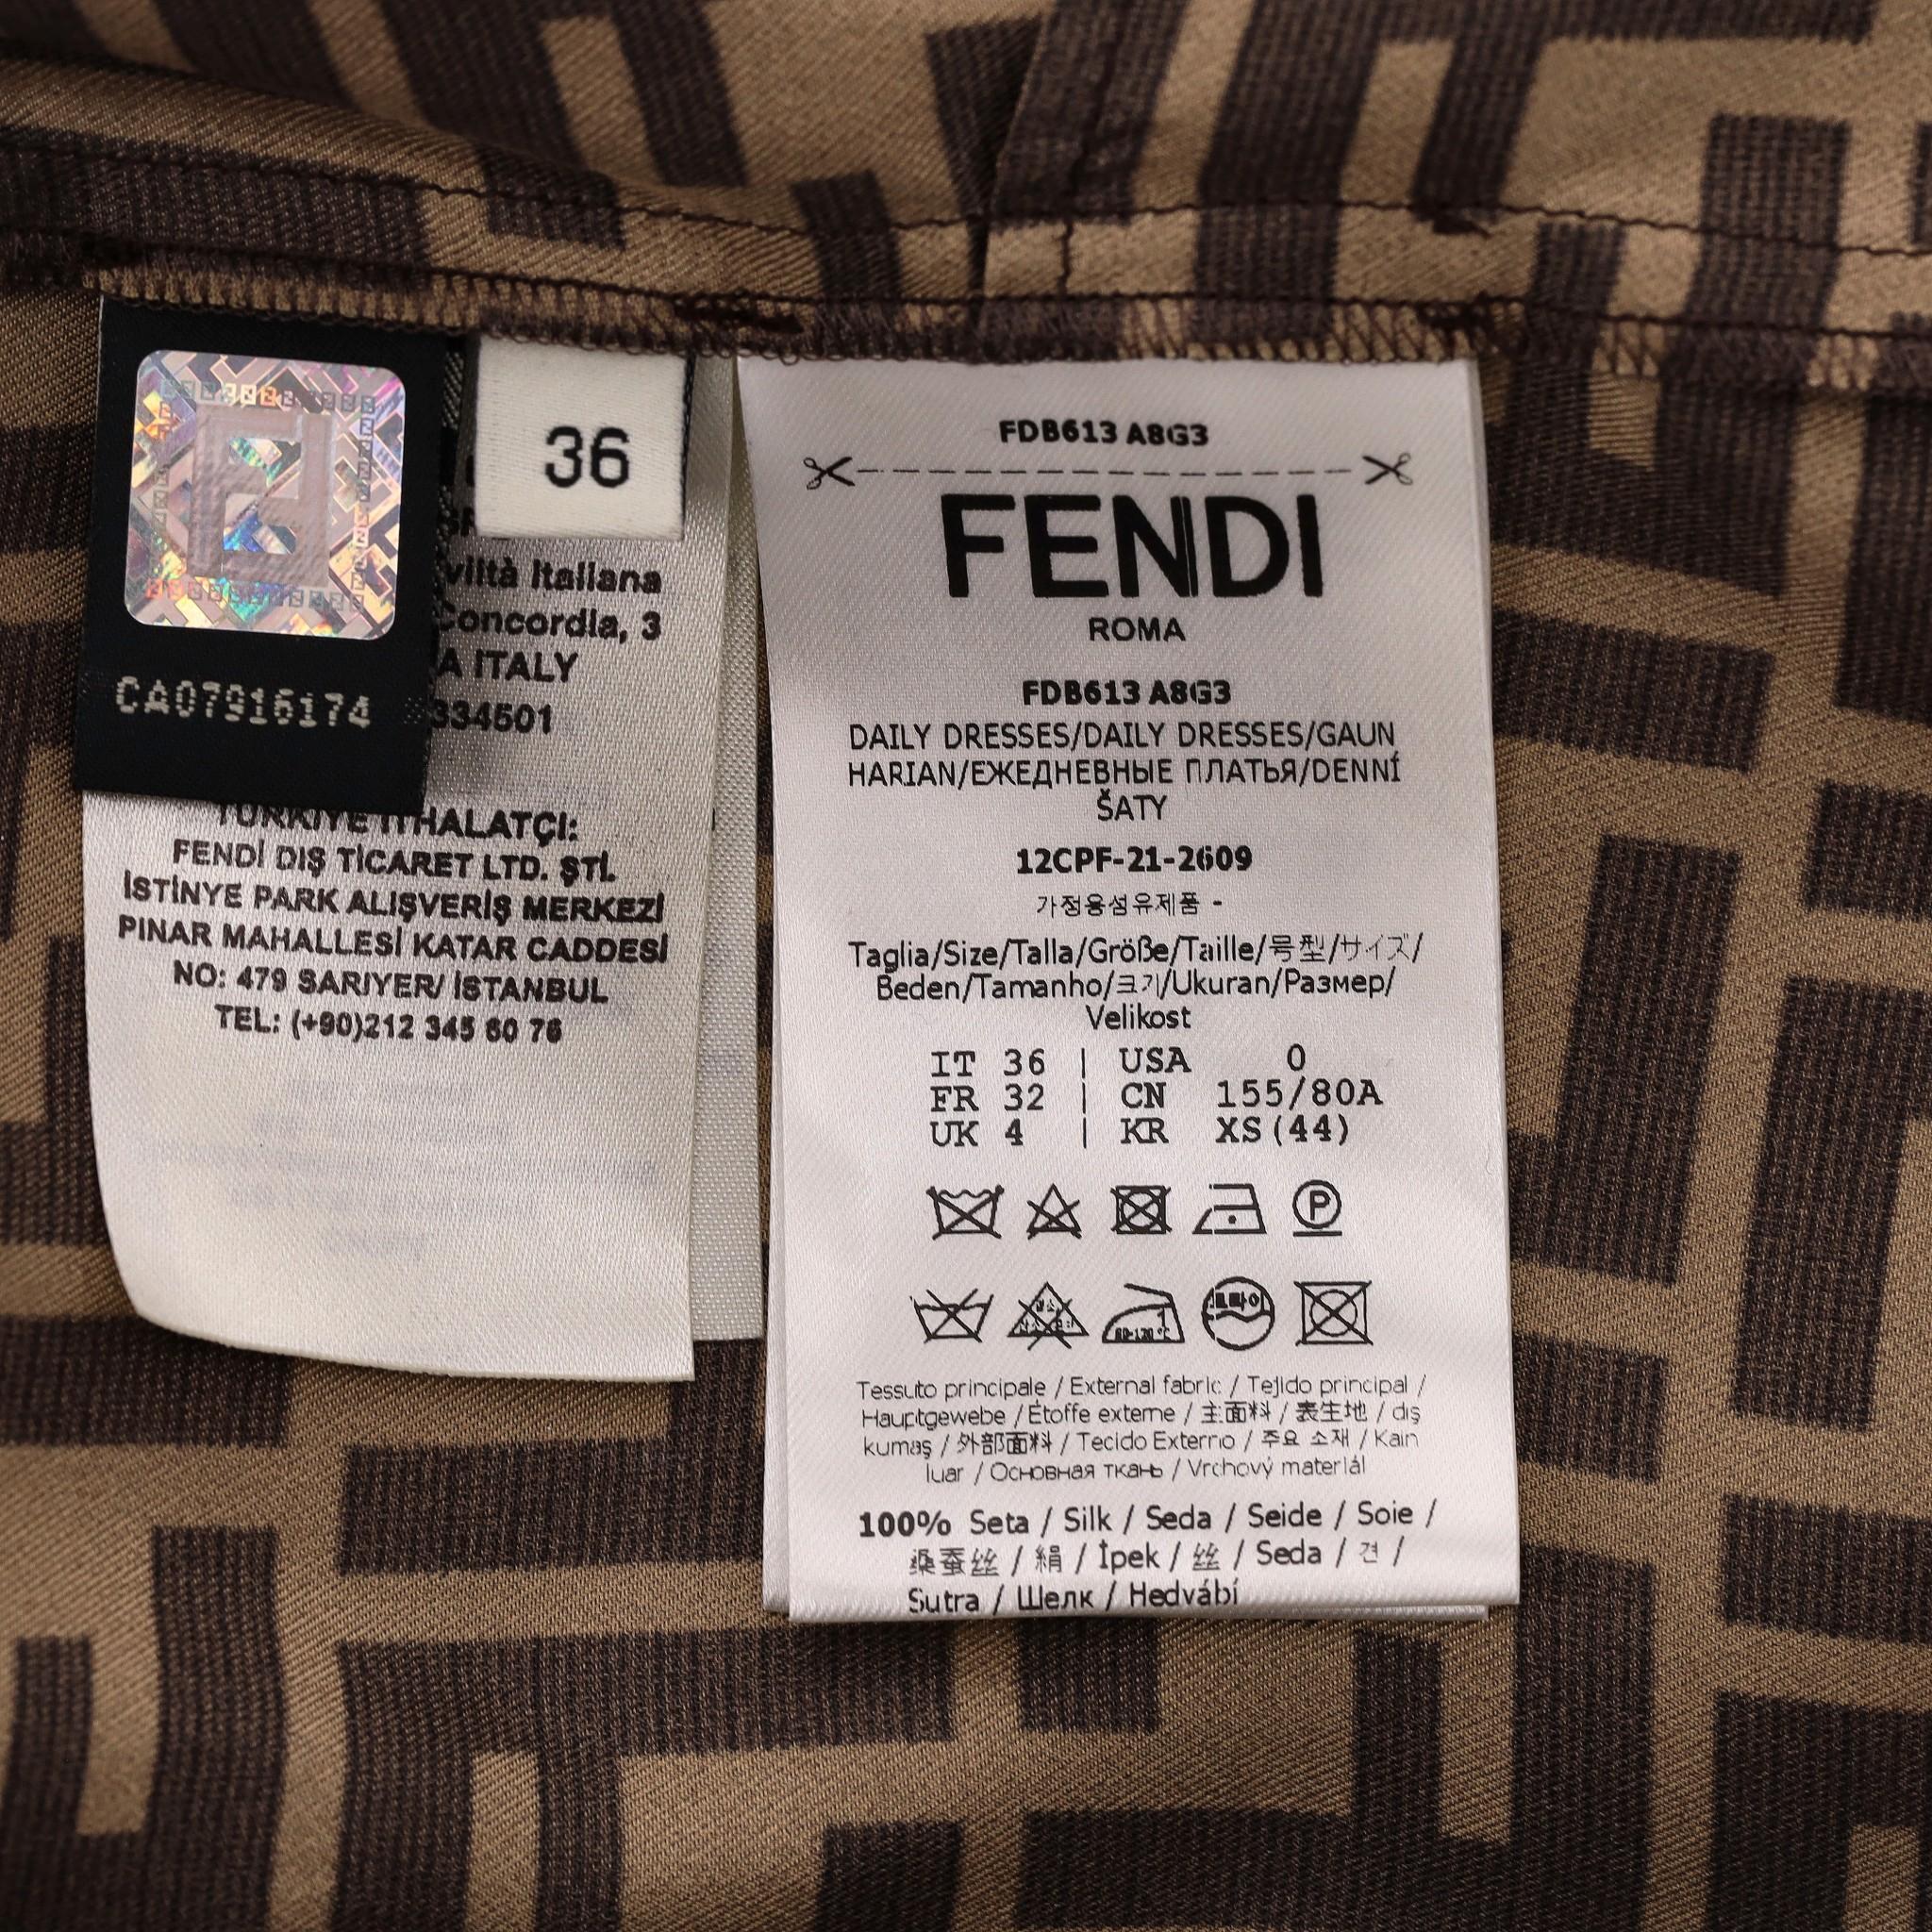 CA07916174
36
viltà Italiana
Concordia, 3
A ITALY
334501
TÜRKİYE İTHALATÇI:
FENDİ DIŞ TİCARET LTD. ŞTİ.
İSTİNYE PARK ALIŞVERİŞ MERKEZİ
PINAR MAHALLESİ KATAR CADDESİ
NO: 479 SARIYER/ İSTANBUL
TEL: (+90)212 345 60 76
FDB613 A8G3
FENDI
ROMA
FDB613 A8G3
DAILY DRESSES/DAILY DRESSES/GAUN
HARIAN/ЕЖЕДНЕВНЫЕ ПЛАТЬЯ/DENNÍ
ŠATY
12CPF-21-2609
가정용섬유제품 -
Taglia/Size/Talla/Größe/Taille/号型/サイズ/
Beden/Tamanho/크기/Ukuran/Размер/
Velikost
IT 36 | USA 0
FR 32 | CN 155/80A
UK 4 | KR XS(44)
P
80-120℃ 드라이
Tessuto principale / External fabric / Tejido principal /
Hauptgewebe / Étoffe externe / 主面料 / 表生地 / dış
kumaş / 外部面料 / Tecido Externo / 주요 소재 / Kain
luar / Основная ткань / Vrchový materiál
100% Seta / Silk / Seda / Seide / Soie /
桑蚕丝 / 絹 / İpek / 丝 / Seda / 견 /
Sutra / Шелк / Hedvábí